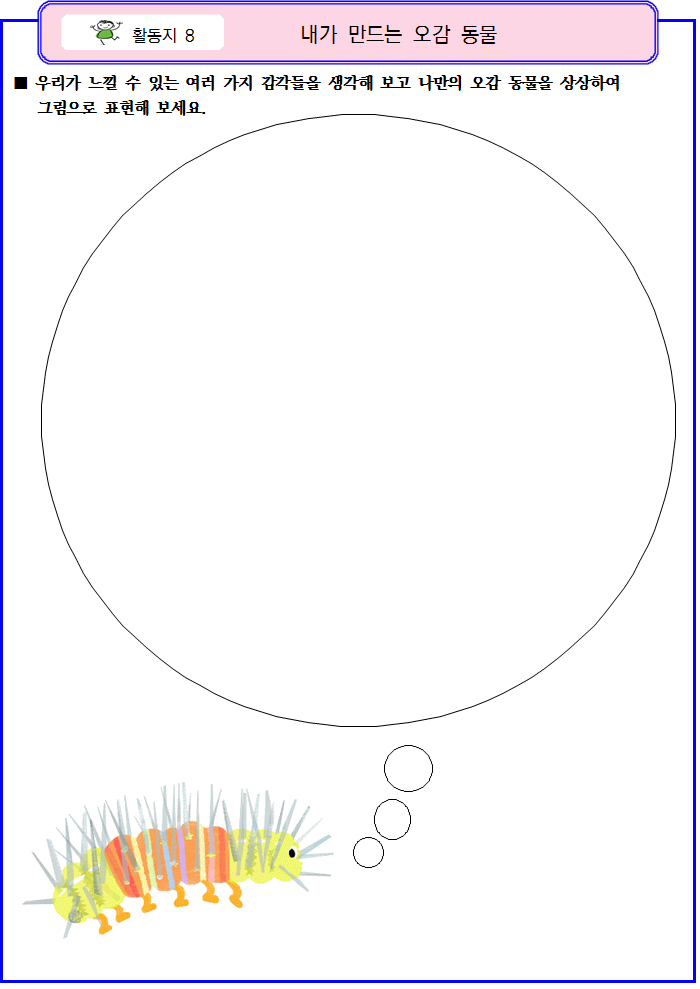 활동지 8
내가 만드는 오감 동물
■ 우리가 느낄 수 있는 여러 가지 감각들을 생각해 보고 나만의 오감 동물을 상상하여
그림으로 표현해 보세요.